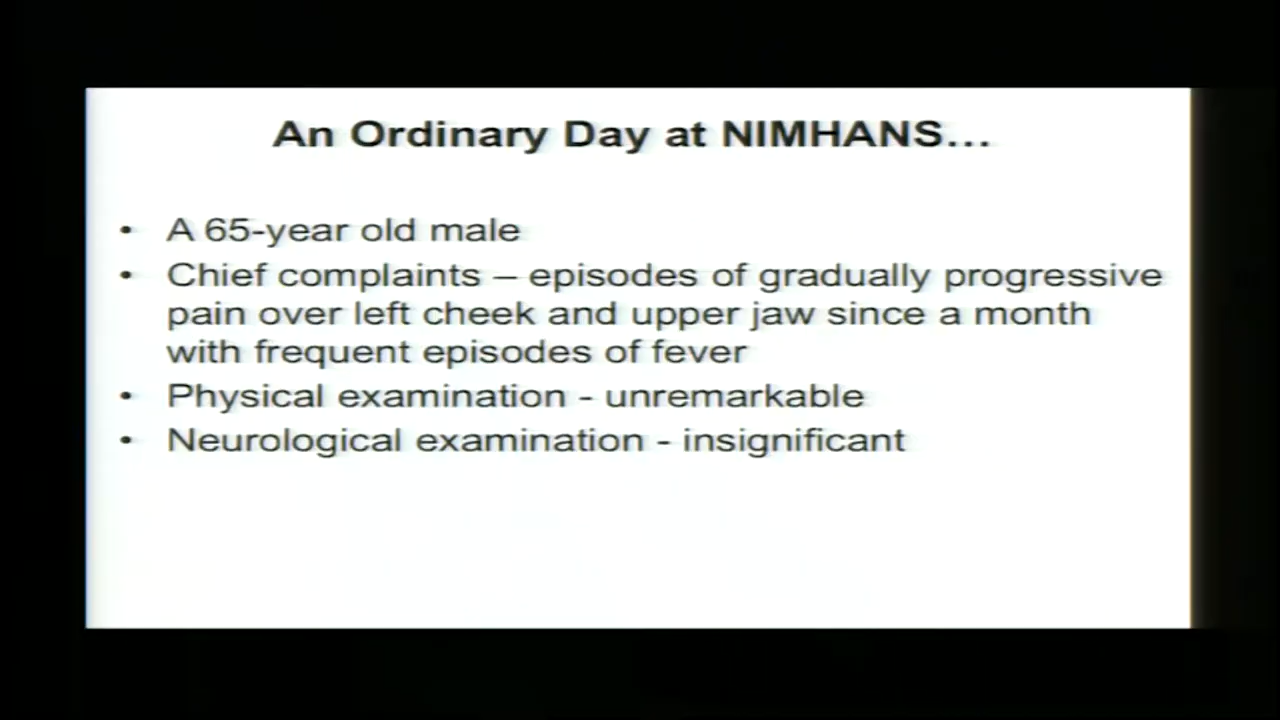 An Ordinary Day at NIMHANS...
• A 65-year old male
• Chief complaints – episodes of gradually progressive
pain over left cheek and upper jaw since a month
with frequent episodes of fever
• Physical examination - unremarkable
• Neurological examination - insignificant